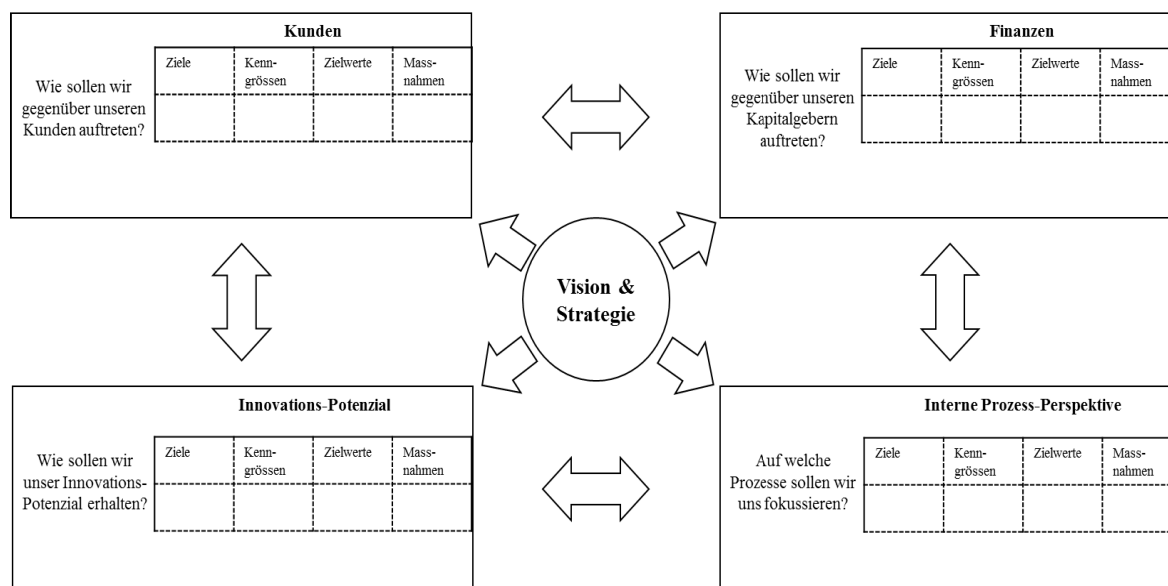 Kunden
Wie sollen wir
gegenüber unseren
Kunden auftreten?
Ziele
Kenn-
grössen
Zielwerte
Mass-
nahmen
Finanzen
Wie sollen wir
gegenüber unseren
Kapitalgebern
auftreten?
Ziele
Kenn-
grössen
Zielwerte
Mass-
nahmen
Vision &
Strategie
Innovations-Potenzial
Wie sollen wir
unser Innovations-
Potenzial erhalten?
Ziele
Kenn-
grössen
Zielwerte
Mass-
nahmen
Interne Prozess-Perspektive
Auf welche
Prozesse sollen wir
uns fokussieren?
Ziele
Kenn-
grössen
Zielwerte
Mass-
nahmen